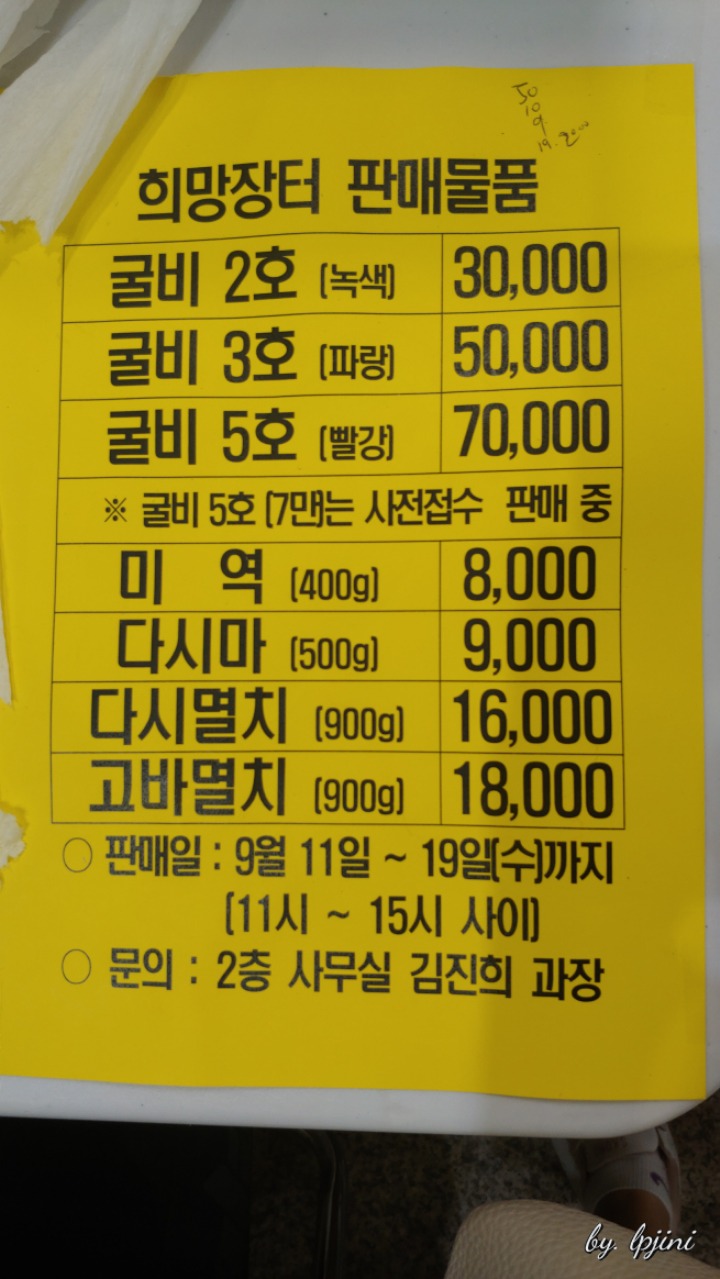 50
10
9
19.2000
희망장터 판매물품
굴비 2호 (녹색) 30,000
굴비 3호 (파랑) 50,000
굴비 5호 (빨강) 70,000
※ 굴비 5호 (7만)는 사전접수 판매 중
미 역 (400g) 8,000
다시마 (500g) 9,000
다시멸치 (900g) 16,000
고바멸치 (900g) 18,000
○ 판매일 : 9월 11일 ~ 19일(수)까지
(11시 ~ 15시 사이)
○ 문의 : 2층 사무실 김진희 과장
by. lpjini